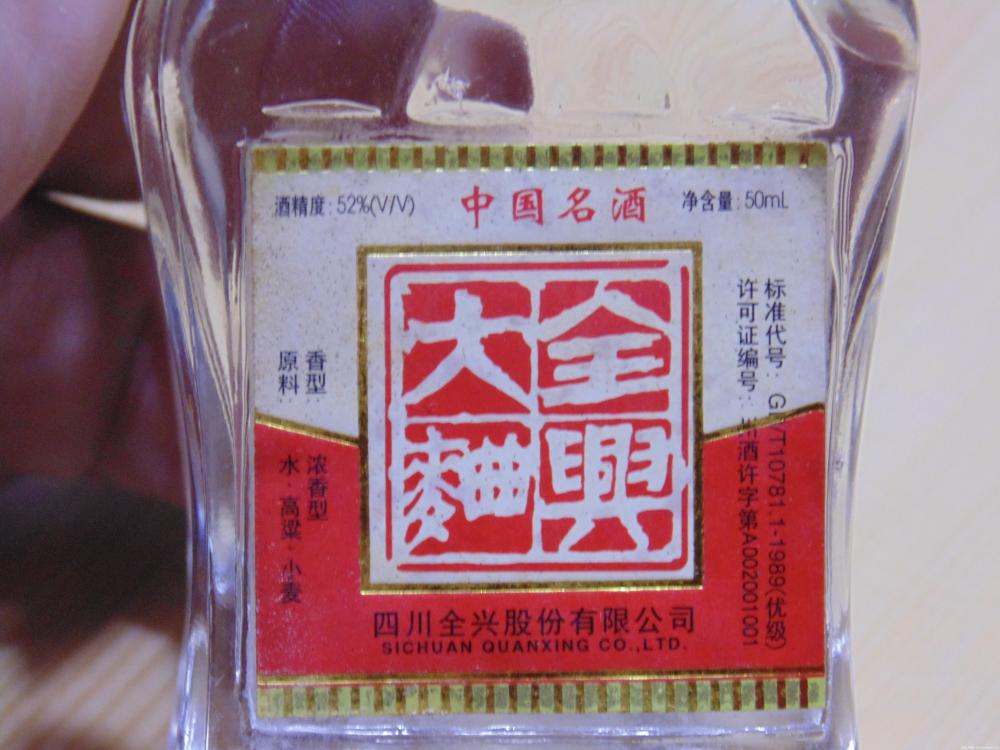 酒精度:52%(V/V)
中国名酒
净含量:50mL
全興
大麯
标准代号:GB/T10781.1-1989(优级)
许可证编号:川酒许字第A002001001
香型:浓香型
原料:水·高粱·小麦
四川全兴股份有限公司
SICHUAN QUANXING CO.,LTD.